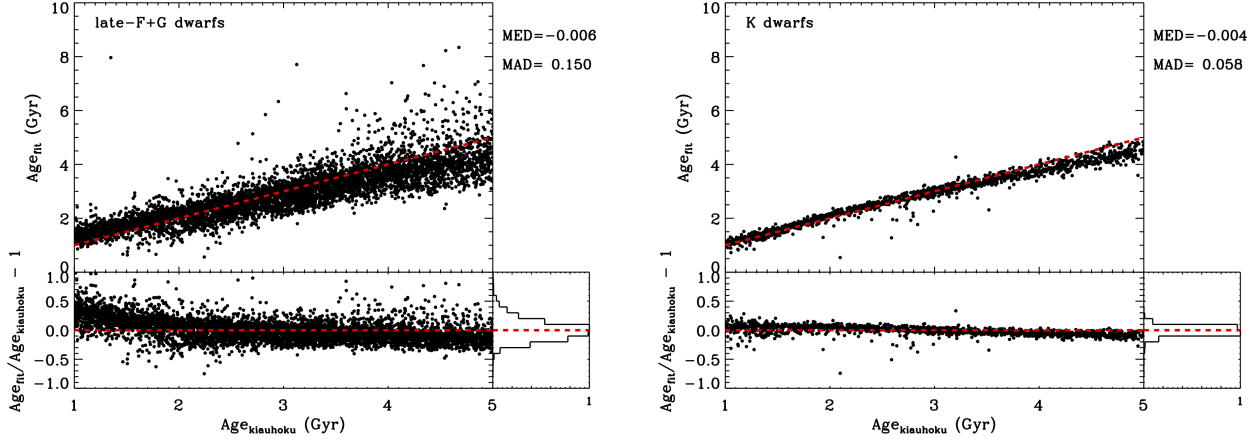 late-F+G dwarfs
MED=-0.006
MAD= 0.150
Age_fit (Gyr)
10
8
6
4
2
0
1.0
0.5
0.0
-0.5
-1.0
Age_fit/Age_kiauhoku - 1
1 2 3 4 5 1
Age_kiauhoku (Gyr)
K dwarfs
MED=-0.004
MAD= 0.058
Age_fit (Gyr)
10
8
6
4
2
0
1.0
0.5
0.0
-0.5
-1.0
Age_fit/Age_kiauhoku - 1
1 2 3 4 5 1
Age_kiauhoku (Gyr)